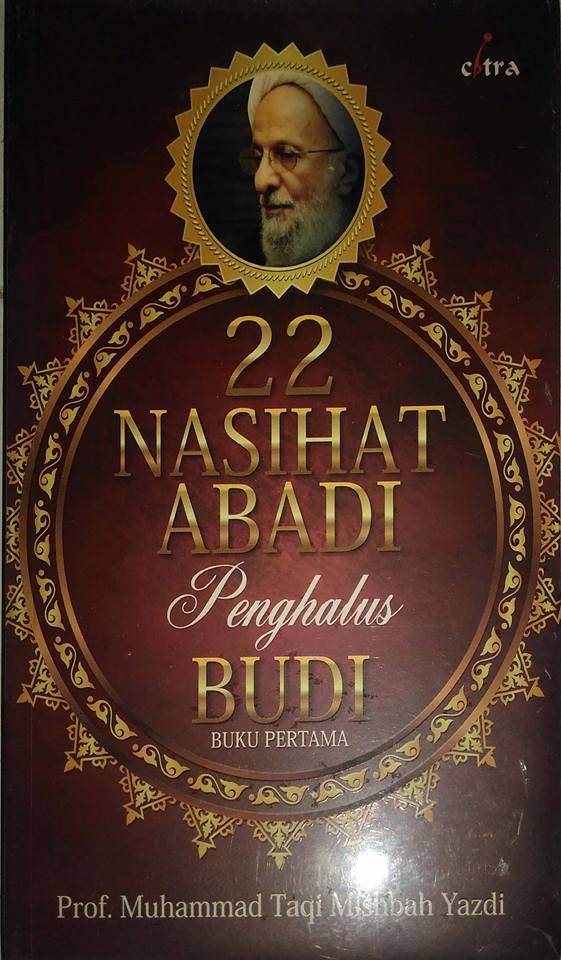 citra
22
NASIHAT
ABADI
Penghalus
BUDI
BUKU PERTAMA
Prof. Muhammad Taqi Mishbah Yazdi